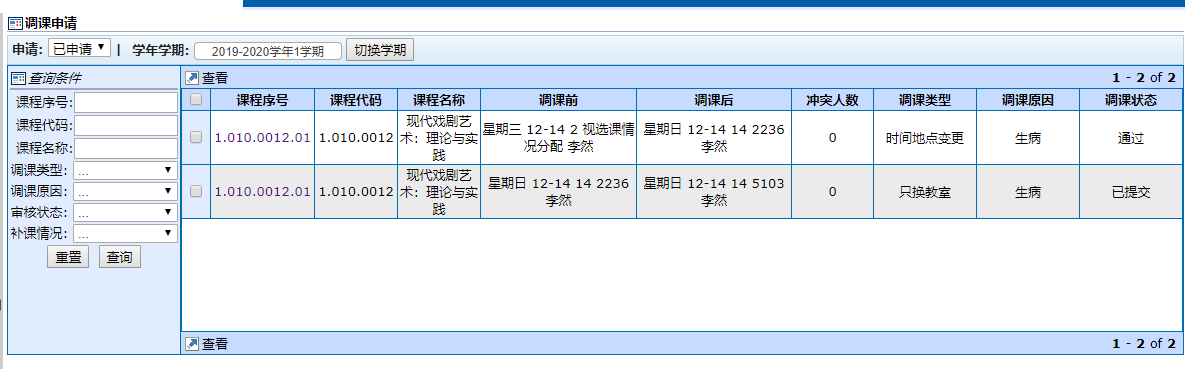 调课申请
申请: 已申请 | 学年学期: 2019-2020学年1学期 切换学期
查询条件
课程序号:
课程代码:
课程名称:
调课类型: ...
调课原因: ...
审核状态: ...
补课情况: ...
重置 查询
查看 1 - 2 of 2
课程序号 课程代码 课程名称 调课前 调课后 冲突人数 调课类型 调课原因 调课状态
1.010.0012.01 1.010.0012 现代戏剧艺术：理论与实践 星期三 12-14 2 视选课情况分配 李然 星期日 12-14 14 2236 李然 0 时间地点变更 生病 通过
1.010.0012.01 1.010.0012 现代戏剧艺术：理论与实践 星期日 12-14 14 2236 李然 星期日 12-14 14 5103 李然 0 只换教室 生病 已提交
查看 1 - 2 of 2